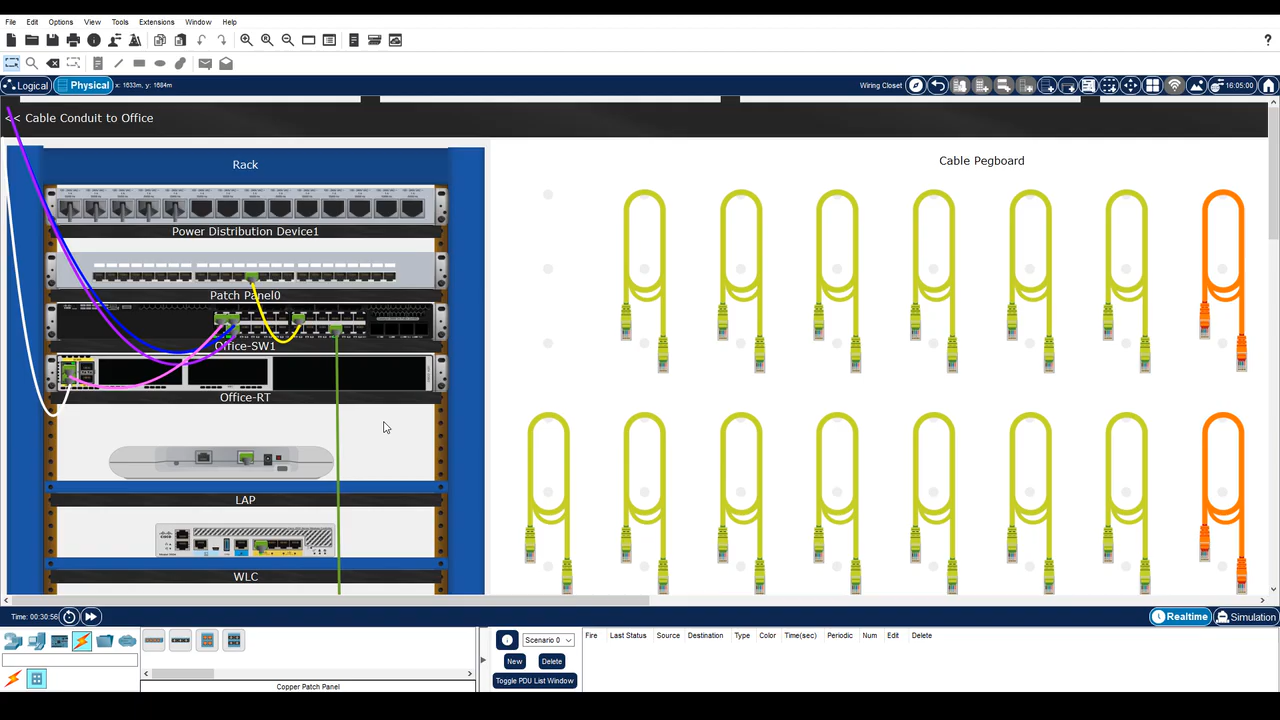 File Edit Options View Tools Extensions Window Help
?
Logical Physical x: 1633m, y: 1684m Wiring Closet 16:05:00
<< Cable Conduit to Office
Rack
Cable Pegboard
Power Distribution Device1
Patch Panel0
Office-SW1
Office-RT
LAP
WLC
Time: 00:30:56 Realtime Simulation
Scenario 0 Fire Last Status Source Destination Type Color Time(sec) Periodic Num Edit Delete
New Delete
Toggle PDU List Window
Copper Patch Panel